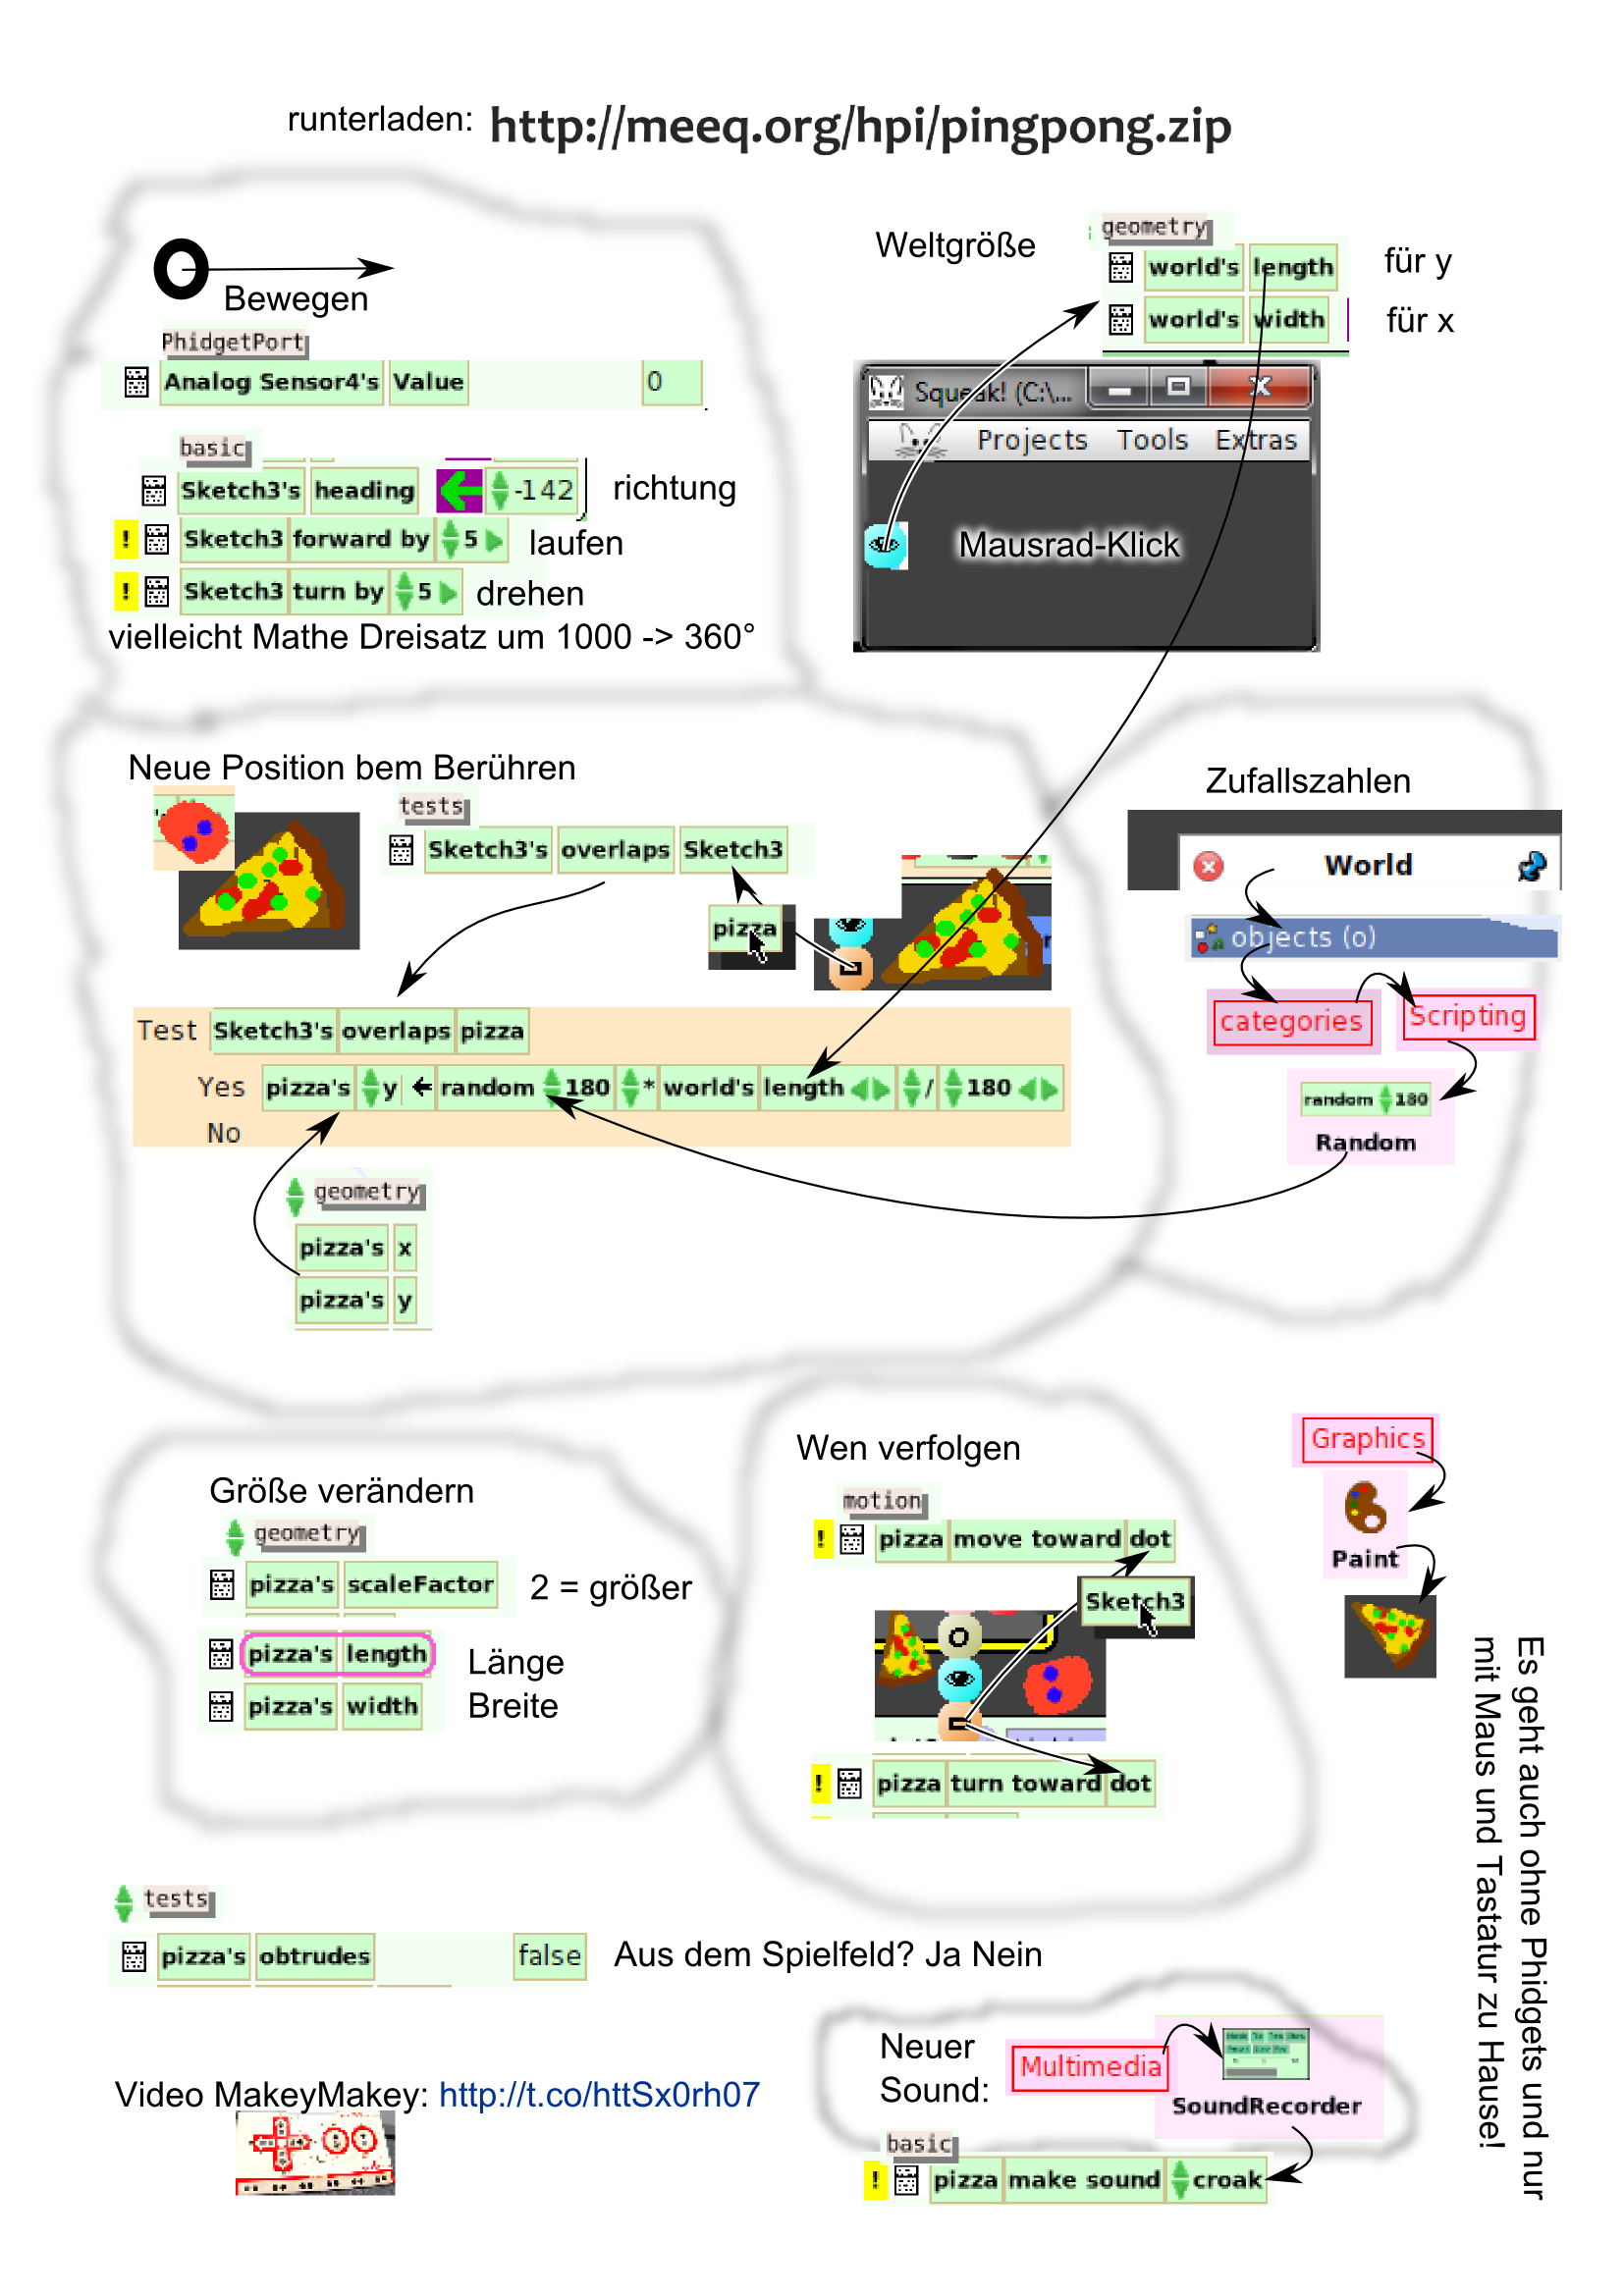 runterladen: http://meeq.org/hpi/pingpong.zip
Bewegen
PhidgetPort
Analog Sensor4's Value 0
basic
Sketch3's heading -142 richtung
! Sketch3 forward by 5 laufen
! Sketch3 turn by 5 drehen
vielleicht Mathe Dreisatz um 1000 -> 360°
Weltgröße
geometry
world's length für y
world's width für x
Squeak! (C:\...
Projects Tools Extras
Mausrad-Klick
Neue Position bem Berühren
tests
Sketch3's overlaps Sketch3
pizza
Test Sketch3's overlaps pizza
Yes pizza's y random 180 * world's length / 180
No
geometry
pizza's x
pizza's y
Zufallszahlen
World
objects (o)
categories Scripting
random 180
Random
Größe verändern
geometry
pizza's scaleFactor 2 = größer
pizza's length Länge
pizza's width Breite
Wen verfolgen
motion
! pizza move toward dot
Sketch3
! pizza turn toward dot
Graphics
Paint
Es geht auch ohne Phidgets und nur
mit Maus und Tastatur zu Hause!
tests
pizza's obtrudes false Aus dem Spielfeld? Ja Nein
Video MakeyMakey: http://t.co/httSx0rh07
Neuer
Sound:
Multimedia
SoundRecorder
basic
! pizza make sound croak